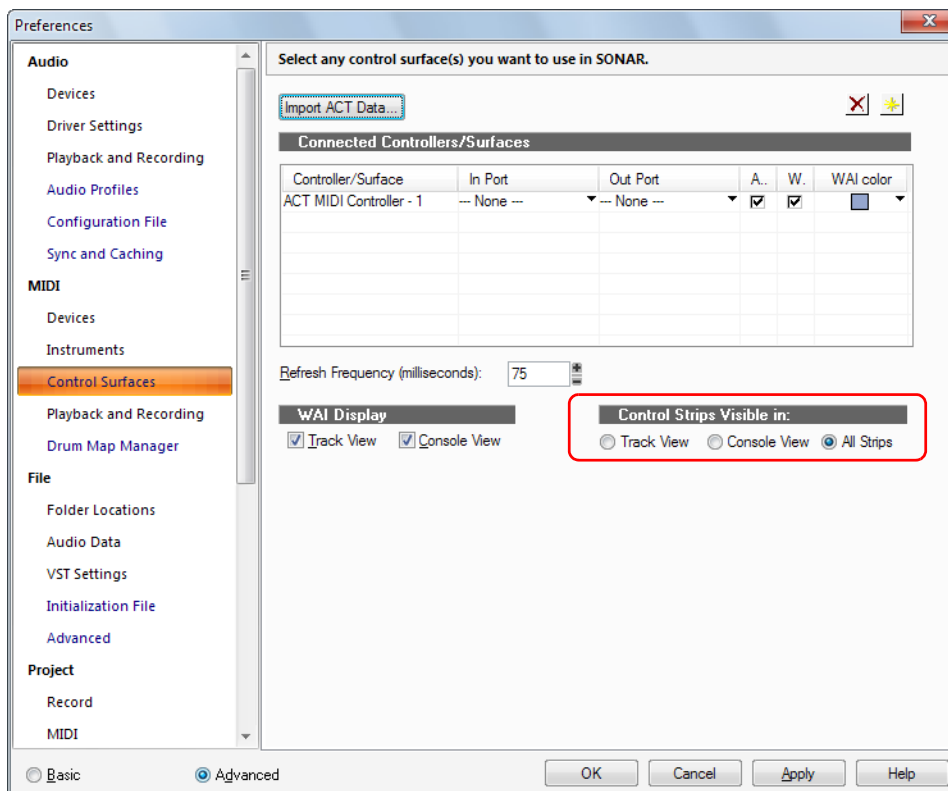 Preferences
Audio
Devices
Driver Settings
Playback and Recording
Audio Profiles
Configuration File
Sync and Caching
MIDI
Devices
Instruments
Control Surfaces
Playback and Recording
Drum Map Manager
File
Folder Locations
Audio Data
VST Settings
Initialization File
Advanced
Project
Record
MIDI
Basic
Advanced
Select any control surface(s) you want to use in SONAR.
Import ACT Data...
Connected Controllers/Surfaces
Controller/Surface In Port Out Port A.. W. WAI color
ACT MIDI Controller - 1 --- None --- --- None ---
Refresh Frequency (milliseconds): 75
WAI Display
Track View Console View
Control Strips Visible in:
Track View Console View All Strips
OK Cancel Apply Help